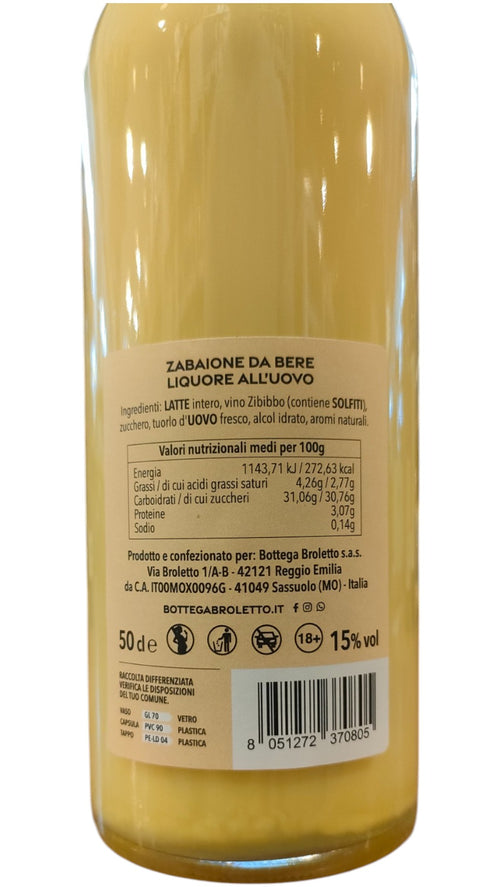 ZABAIONE DA BERE
LIQUORE ALL'UOVO
Ingredienti: LATTE intero, vino Zibibbo (contiene SOLFITI),
zucchero, tuorlo d'UOVO fresco, alcol idrato, aromi naturali.
Valori nutrizionali medi per 100g
Energia 1143,71 kJ / 272,63 kcal
Grassi / di cui acidi grassi saturi 4,26g / 2,77g
Carboidrati / di cui zuccheri 31,06g / 30,76g
Proteine 3,07g
Sodio 0,14g
Prodotto e confezionato per: Bottega Broletto s.a.s.
Via Broletto 1/A-B - 42121 Reggio Emilia
da C.A. IT00MOX0096G - 41049 Sassuolo (MO) - Italia
BOTTEGABROLETTO.IT
50 cl e 18+ 15% vol
RACCOLTA DIFFERENZIATA
VERIFICA LE DISPOSIZIONI
DEL TUO COMUNE.
VASO GL 70 VETRO
CAPSULA PVC 90 PLASTICA
TAPPO PE-LD 04 PLASTICA
8 051272 370805